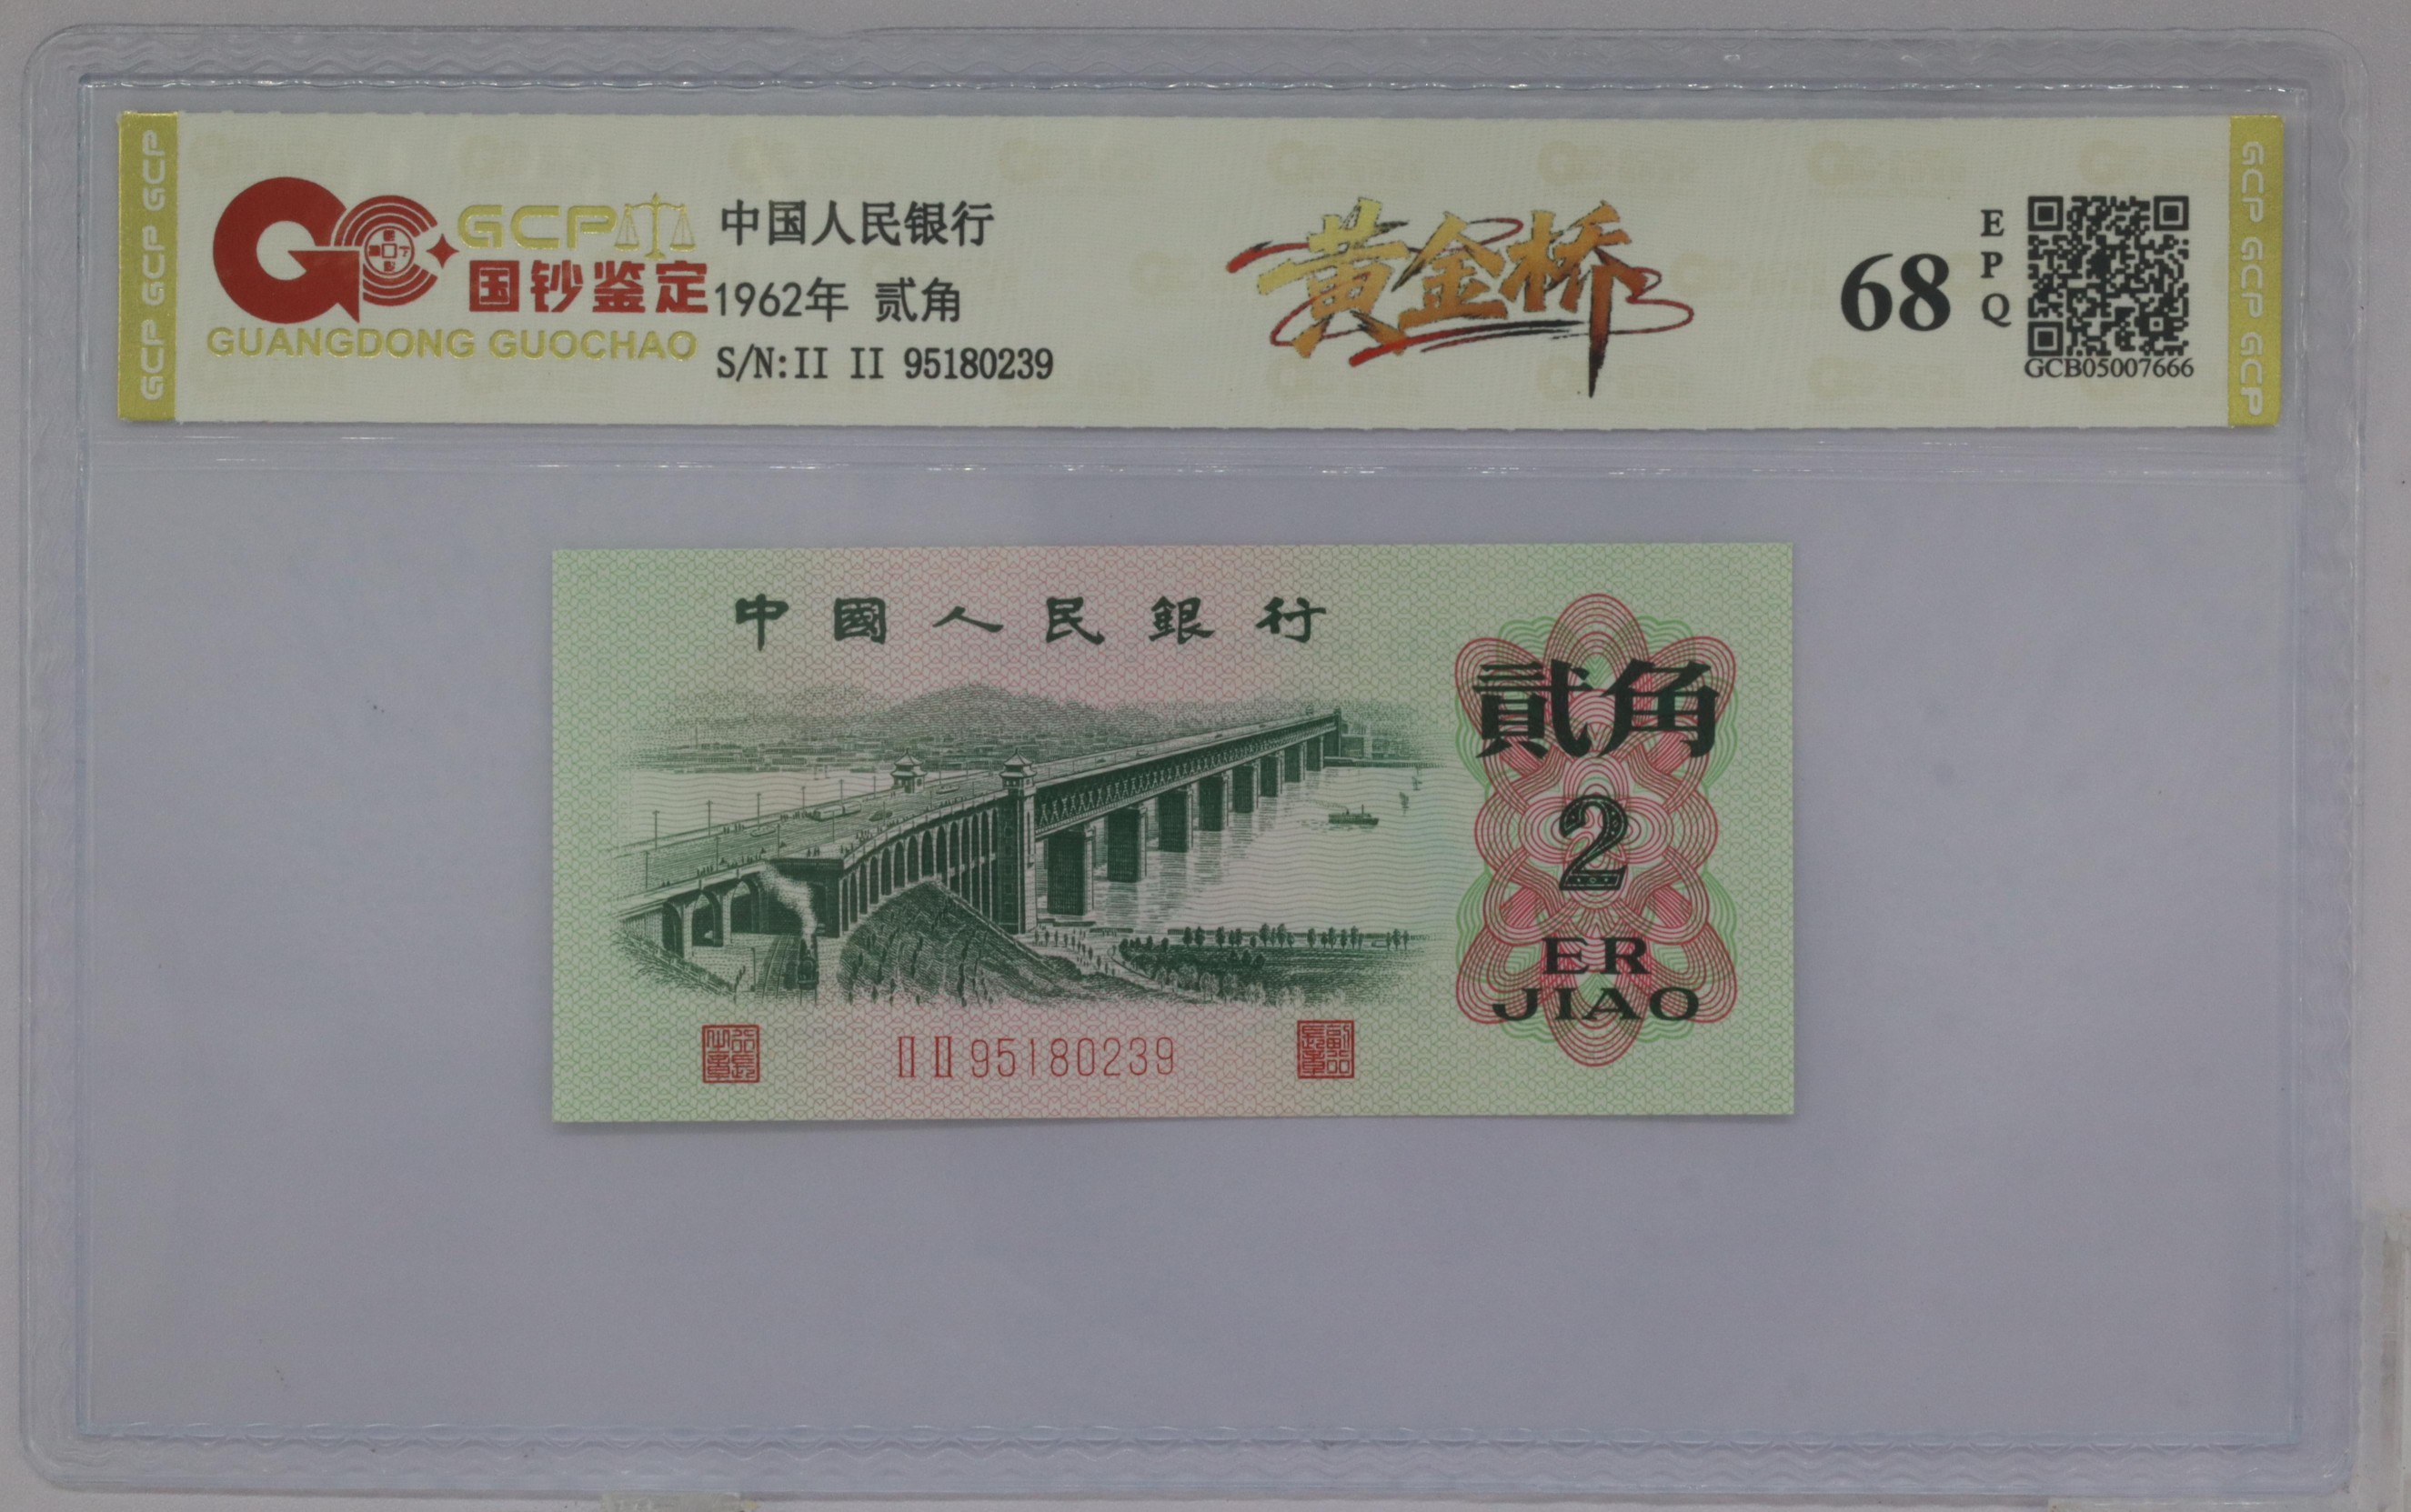 GCP GCP GCP
GCP
国钞鉴定
GUANGDONG GUOCHAO
中国人民银行
1962年 贰角
S/N:II II 95180239
黄金桥
68
EPQ
GCB05007666
GCP GCP GCP
中國人民銀行
貳角
2
ER
JIAO
II II 95180239